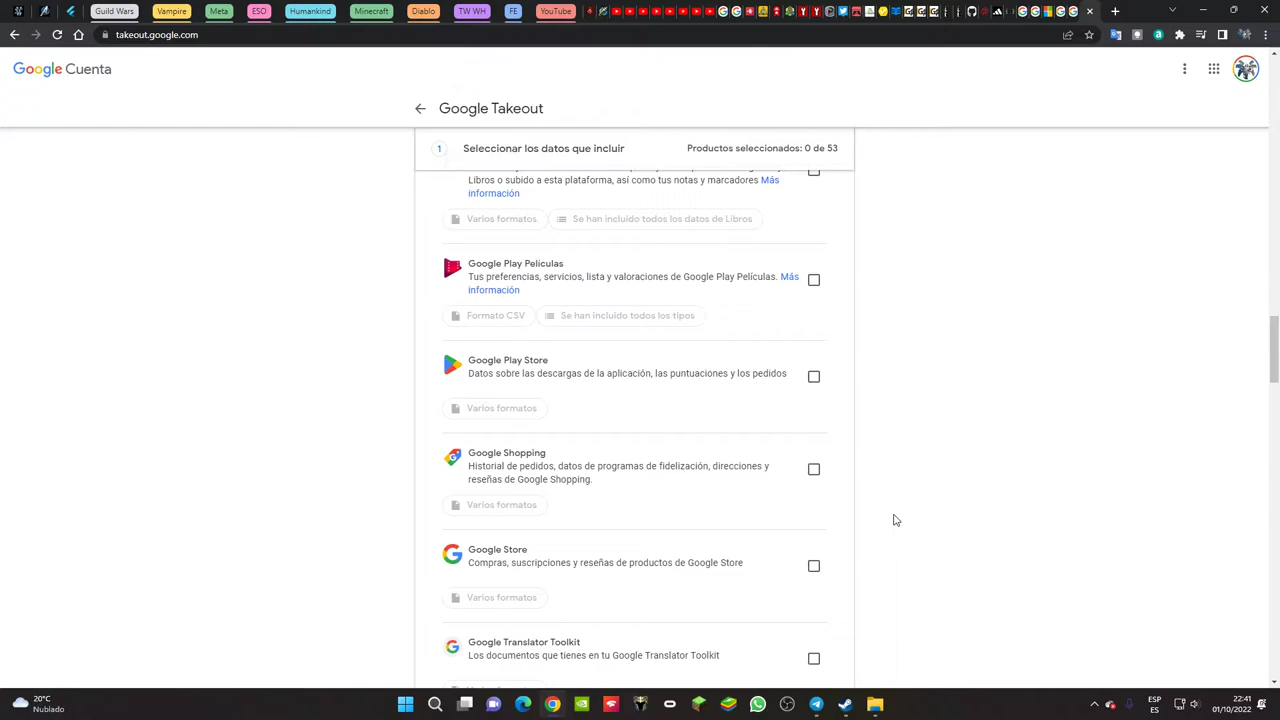 Guild Wars Vampire Meta ESO Humankind Minecraft Diablo TW WH FE YouTube
takeout.google.com
Google Cuenta
Google Takeout
1 Seleccionar los datos que incluir Productos seleccionados: 0 de 53
Libros o subido a esta plataforma, así como tus notas y marcadores Más
información
Varios formatos Se han incluido todos los datos de Libros
Google Play Películas
Tus preferencias, servicios, lista y valoraciones de Google Play Películas. Más
información
Formato CSV Se han incluido todos los tipos
Google Play Store
Datos sobre las descargas de la aplicación, las puntuaciones y los pedidos
Varios formatos
Google Shopping
Historial de pedidos, datos de programas de fidelización, direcciones y
reseñas de Google Shopping.
Varios formatos
Google Store
Compras, suscripciones y reseñas de productos de Google Store
Varios formatos
Google Translator Toolkit
Los documentos que tienes en tu Google Translator Toolkit
20°C
Nublado
ESP
22:41
01/10/2022